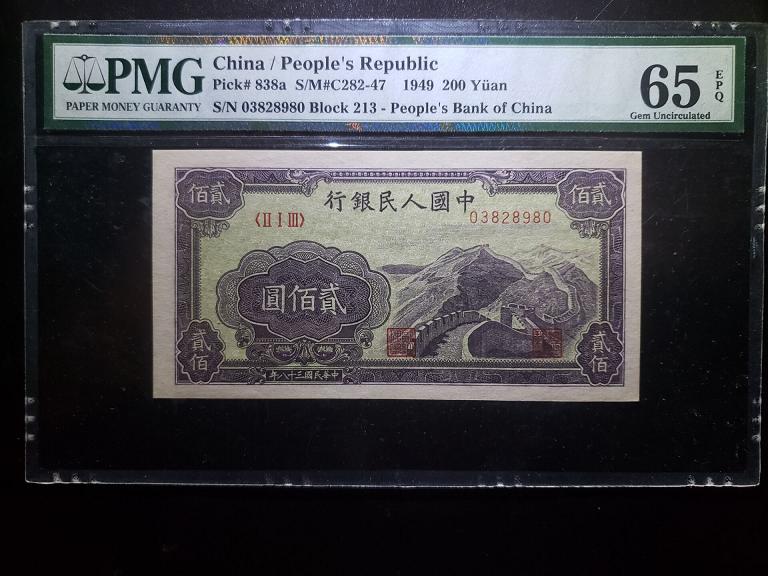 PMG
PAPER MONEY GUARANTY
China / People's Republic
Pick# 838a S/M#C282-47 1949 200 Yüan
S/N 03828980 Block 213 - People's Bank of China
65
EPQ
Gem Uncirculated
佰貳
行銀民人國中
佰貳
〈II I III〉
03828980
圓佰貳
貳佰
貳佰
年八十三國民華中